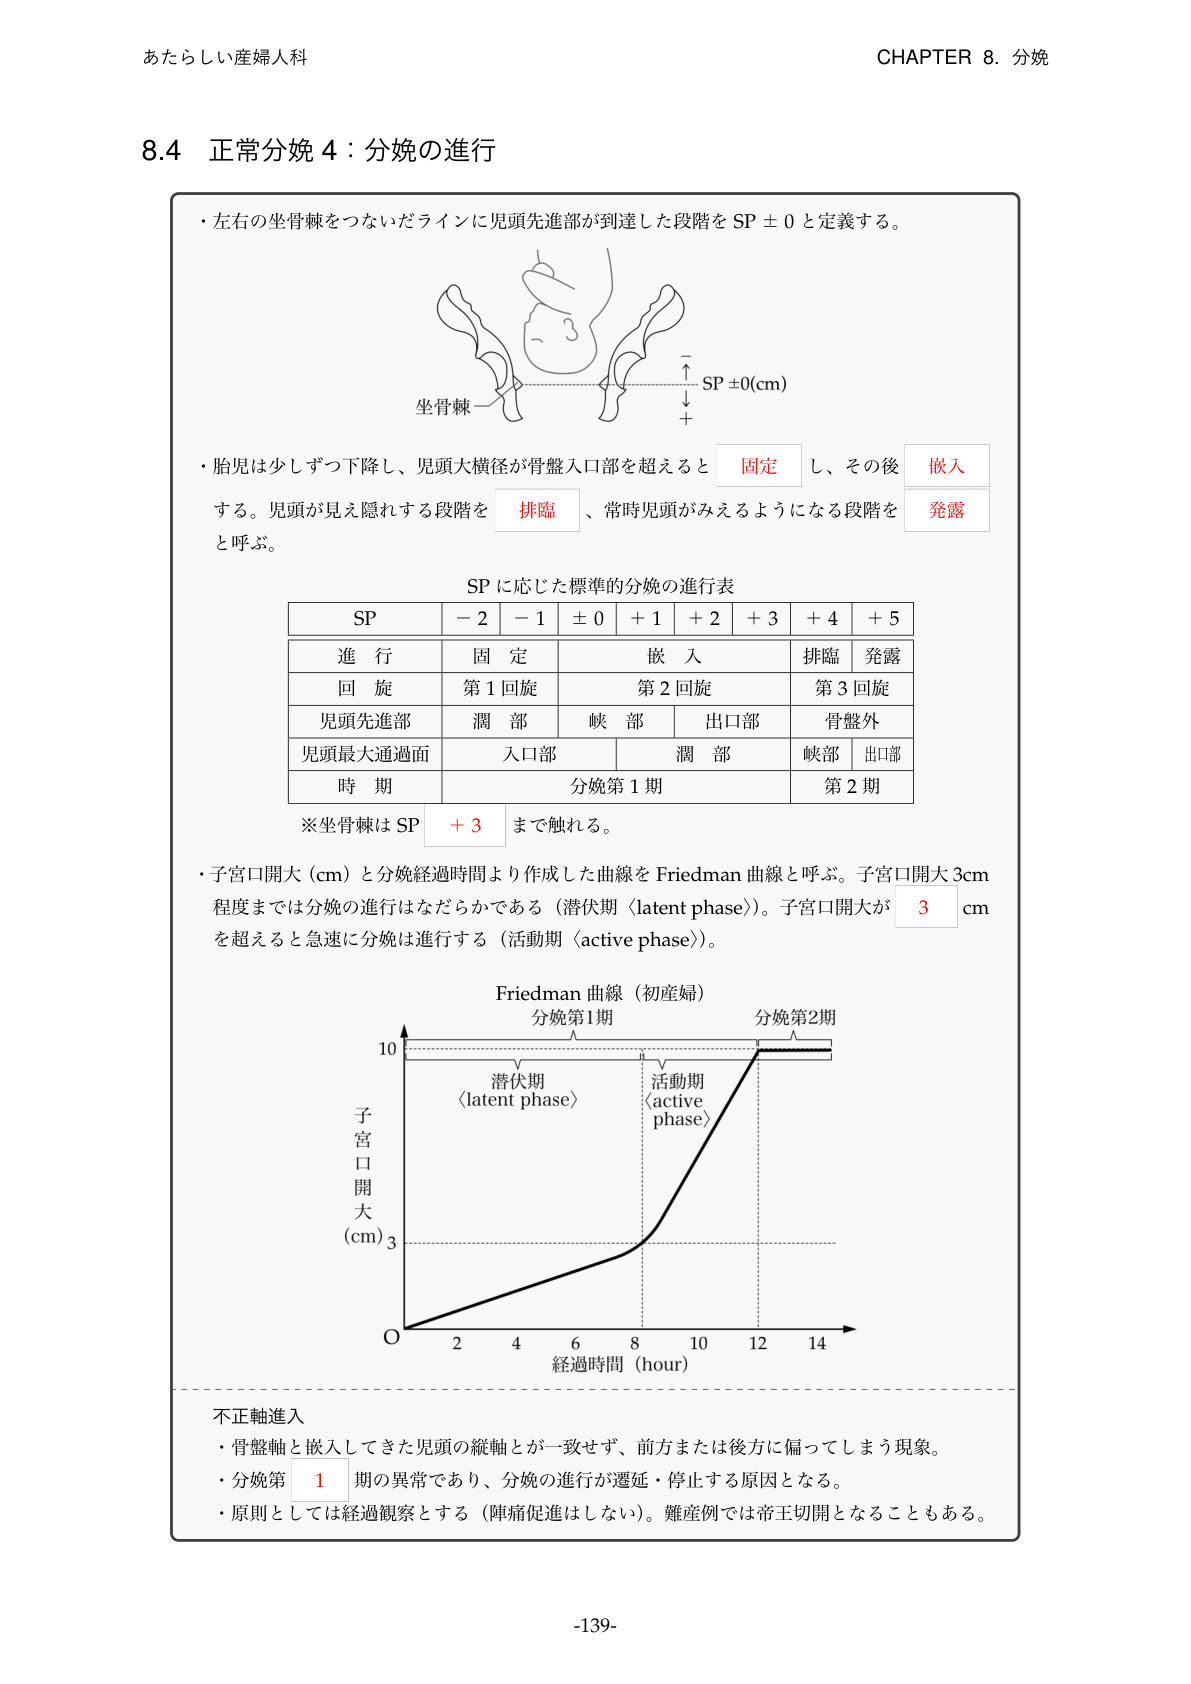 あたらしい産婦人科 CHAPTER 8. 分娩
8.4 正常分娩 4：分娩の進行
・左右の坐骨棘をつないだラインに児頭先進部が到達した段階を SP ± 0 と定義する。
−
↑
SP ±0(cm)
↓
+
坐骨棘
・胎児は少しずつ下降し、児頭大横径が骨盤入口部を超えると 固定 し、その後 嵌入
する。児頭が見え隠れする段階を 排臨 、常時児頭がみえるようになる段階を 発露
と呼ぶ。
SP に応じた標準的分娩の進行表
SP − 2 − 1 ± 0 + 1 + 2 + 3 + 4 + 5
進 行 固 定 嵌 入 排臨 発露
回 旋 第 1 回旋 第 2 回旋 第 3 回旋
児頭先進部 濶 部 峡 部 出口部 骨盤外
児頭最大通過面 入口部 濶 部 峡部 出口部
時 期 分娩第 1 期 第 2 期
※坐骨棘は SP + 3 まで触れる。
・子宮口開大（cm）と分娩経過時間より作成した曲線を Friedman 曲線と呼ぶ。子宮口開大 3cm
程度までは分娩の進行はなだらかである（潜伏期〈latent phase〉）。子宮口開大が 3 cm
を超えると急速に分娩は進行する（活動期〈active phase〉）。
Friedman 曲線（初産婦）
分娩第1期 分娩第2期
10
潜伏期
〈latent phase〉
活動期
〈active
phase〉
子宮口開大
(cm)
3
O
2 4 6 8 10 12 14
経過時間（hour）
不正軸進入
・骨盤軸と嵌入してきた児頭の縦軸とが一致せず、前方または後方に偏ってしまう現象。
・分娩第 1 期の異常であり、分娩の進行が遷延・停止する原因となる。
・原則としては経過観察とする（陣痛促進はしない）。難産例では帝王切開となることもある。
-139-